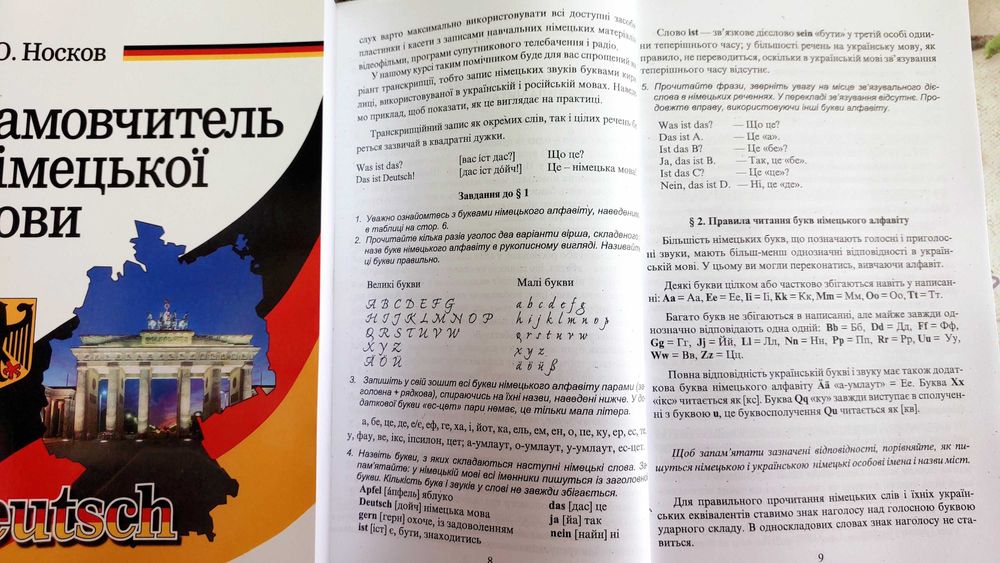 О. Носков
амовчитель
імецької
ови
eutsch
слух варто максимально використовувати всі доступні
пластинки і касети з записами навчальних німецьких
відеофільми, програми супутникового телебачення і радіо.
У нашому курсі таким помічником буде для вас спрощений
ріант транскрипції, тобто запис німецьких звуків буквами
лиці, використовуваної в українській і російській мовах.
мо приклад, щоб показати, як це виглядає на практиці.
Транскрипційний запис як окремих слів, так і цілих речень
реться зазвичай в квадратні дужки.
Was ist das? [вас іст дас?] Що це?
Das ist Deutsch! [дас іст дóйч!] Це – німецька мова!
Завдання до § 1
1. Уважно ознайомтесь з буквами німецького алфавіту,
в таблиці на стор. 6.
2. Прочитайте кілька разів уголос два варіанти вірша, складеного
назв букв німецького алфавіту в рукописному вигляді.
ці букви правильно.
Великі букви Малі букви
A B C D E F G a b c d e f g
H I J K L M N O P h i j k l m n o p
Q R S T U V W q r s t u v w
X Y Z x y z
Ä Ö Ü ä ö ü ß
3. Запишіть у свій зошит всі букви німецького алфавіту парами
головна + рядкова), спираючись на їхні назви, наведені нижче. У
даткової букви «ес-цет» пари немає, це тільки мала літера.
а, бе, це, де, е/є, еф, ге, ха, і, йот, ка, ель, ем, ен, о, пе, ку, ер, ес,
у, фау, ве, ікс, іпсилон, цет; а-умлаут, о-умлауту, у-умлаут, ес-цет.
4. Назвіть букви, з яких складаються наступні німецькі слова.
пам'ятайте: у німецькій мові всі іменники пишуться із заголовної
букви. Кількість букв і звуків у слові не завжди збігається.
Apfel [áпфель] яблуко das [дас] це
Deutsch [дойч] німецька мова ja [йа] так
gern [герн] охоче, із задоволенням nein [найн] ні
ist [іст] є, бути, знаходитись
8
Слово ist — зв'язкове дієслово sein «бути» у третій особі одни-
ни теперішнього часу; у більшості речень на українську мову, як
правило, не переводиться, оскільки в українській мові зв'язування
теперішнього часу відсутнє.
5. Прочитайте фрази, зверніть увагу на місце зв'язувального діє-
слова в німецьких реченнях. У перекладі зв'язування відсутнє. Про-
довжте вправу, використовуючи інші букви алфавіту.
Was ist das? — Що це?
Das ist A. — Це «а».
Ist das B? — Це «бе»?
Ja, das ist B. — Так, це «бе».
Ist das C? — Це «це»?
Nein, das ist D. — Ні, це «де».
§ 2. Правила читання букв німецького алфавіту
Більшість німецьких букв, що позначають голосні і приголос-
ні звуки, мають більш-менш однозначні відповідності в україн-
ській мові. У цьому ви могли переконатись, вивчаючи алфавіт.
Деякі букви цілком або частково збігаються навіть у написан-
ні: Aa = Аа, Ee = Ее, Ii = Іі, Kk = Кк, Mm = Мм, Oo = Оо, Tt = Тт.
Багато букв не збігаються в написанні, але майже завжди од-
нозначно відповідають одна одній: Bb = Бб, Dd = Дд, Ff = Фф,
Gg = Гг, Jj = Йй, Ll = Лл, Nn = Нн, Pp = Пп, Rr = Рр, Uu = Уу,
Ww = Вв, Zz = Цц.
Повна відповідність українській букві і звуку має також додат-
кова буква німецького алфавіту Ää «а-умлаут» = Ее. Буква Xx
«ікс» читається як [кс]. Буква Qq «ку» завжди виступає в сполучен-
ні з буквою u, це буквосполучення Qu читається як [кв].
Щоб запам'ятати зазначені відповідності, порівняйте, як пи-
шуться німецькою і українською німецькі особові імена і назви міст.
Для правильного прочитання німецьких слів і їхніх україн-
ських еквівалентів ставимо знак наголосу над голосною буквою
ударного складу. В односкладових словах знак наголосу не ста-
виться.
9